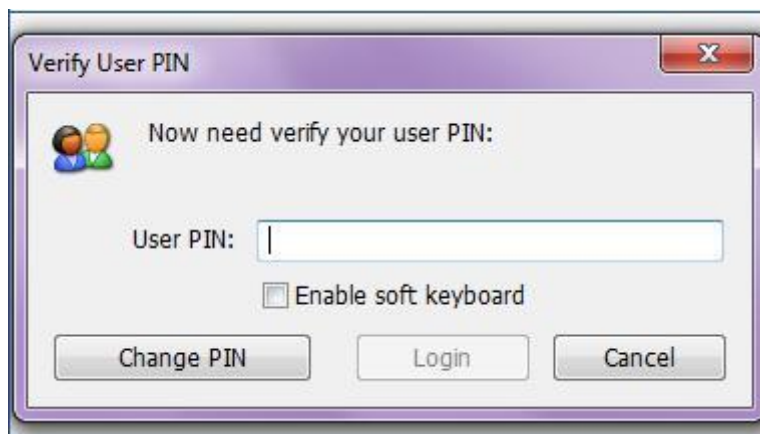 Verify User PIN
Now need verify your user PIN:
User PIN:
Enable soft keyboard
Change PIN Login Cancel